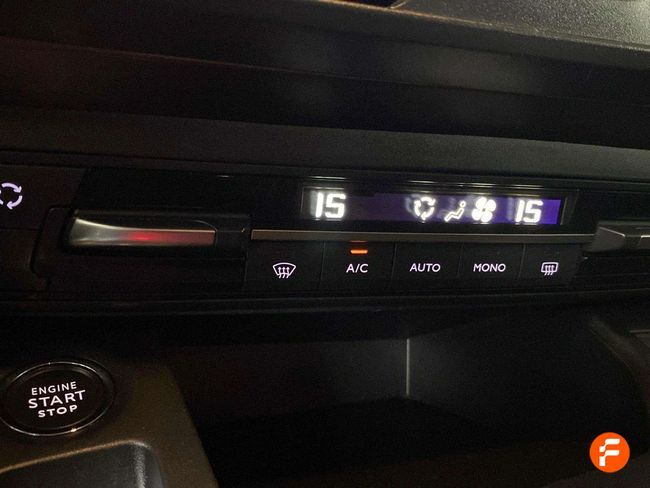 15 15
A/C AUTO MONO
ENGINE
START
STOP